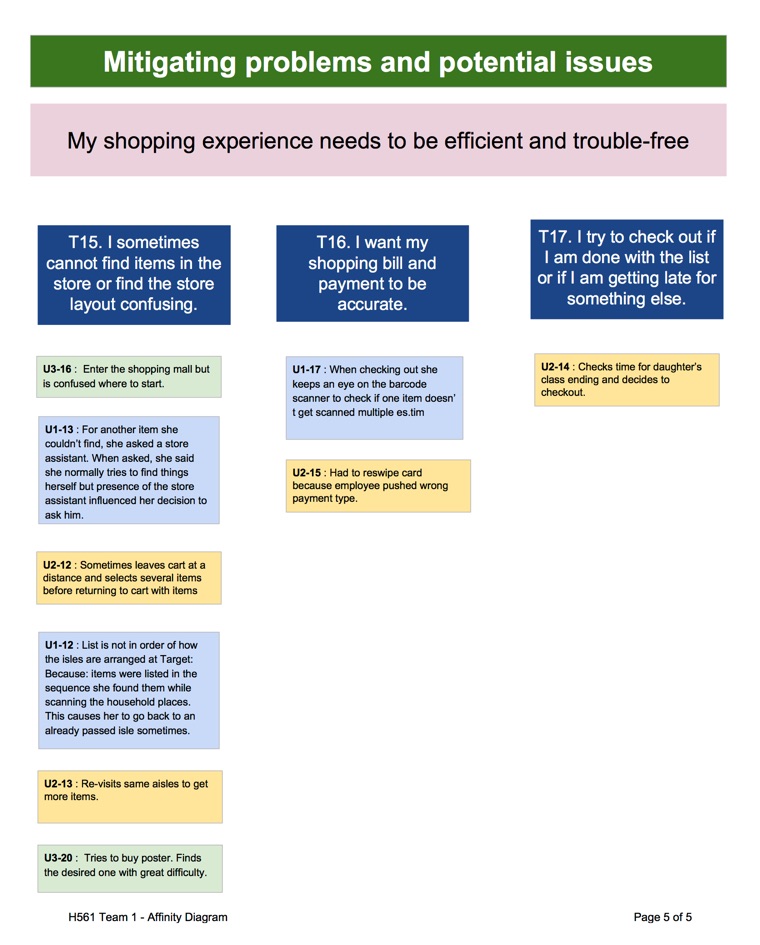 Mitigating problems and potential issues
My shopping experience needs to be efficient and trouble-free
T15. I sometimes
cannot find items in the
store or find the store
layout confusing.
U3-16 :  Enter the shopping mall but
is confused where to start.
U1-13 : For another item she
couldn’t find, she asked a store
assistant. When asked, she said
she normally tries to find things
herself but presence of the store
assistant influenced her decision to
ask him.
U2-12 : Sometimes leaves cart at a
distance and selects several items
before returning to cart with items
U1-12 : List is not in order of how
the isles are arranged at Target:
Because: items were listed in the
sequence she found them while
scanning the household places.
This causes her to go back to an
already passed isle sometimes.
U2-13 : Re-visits same aisles to get
more items.
U3-20 :  Tries to buy poster. Finds
the desired one with great difficulty.
T16. I want my
shopping bill and
payment to be
accurate.
U1-17 : When checking out she
keeps an eye on the barcode
scanner to check if one item doesn’
t get scanned multiple es.tim
U2-15 : Had to reswipe card
because employee pushed wrong
payment type.
T17. I try to check out if
I am done with the list
or if I am getting late for
something else.
U2-14 : Checks time for daughter’s
class ending and decides to
checkout.
H561 Team 1 - Affinity Diagram
Page 5 of 5